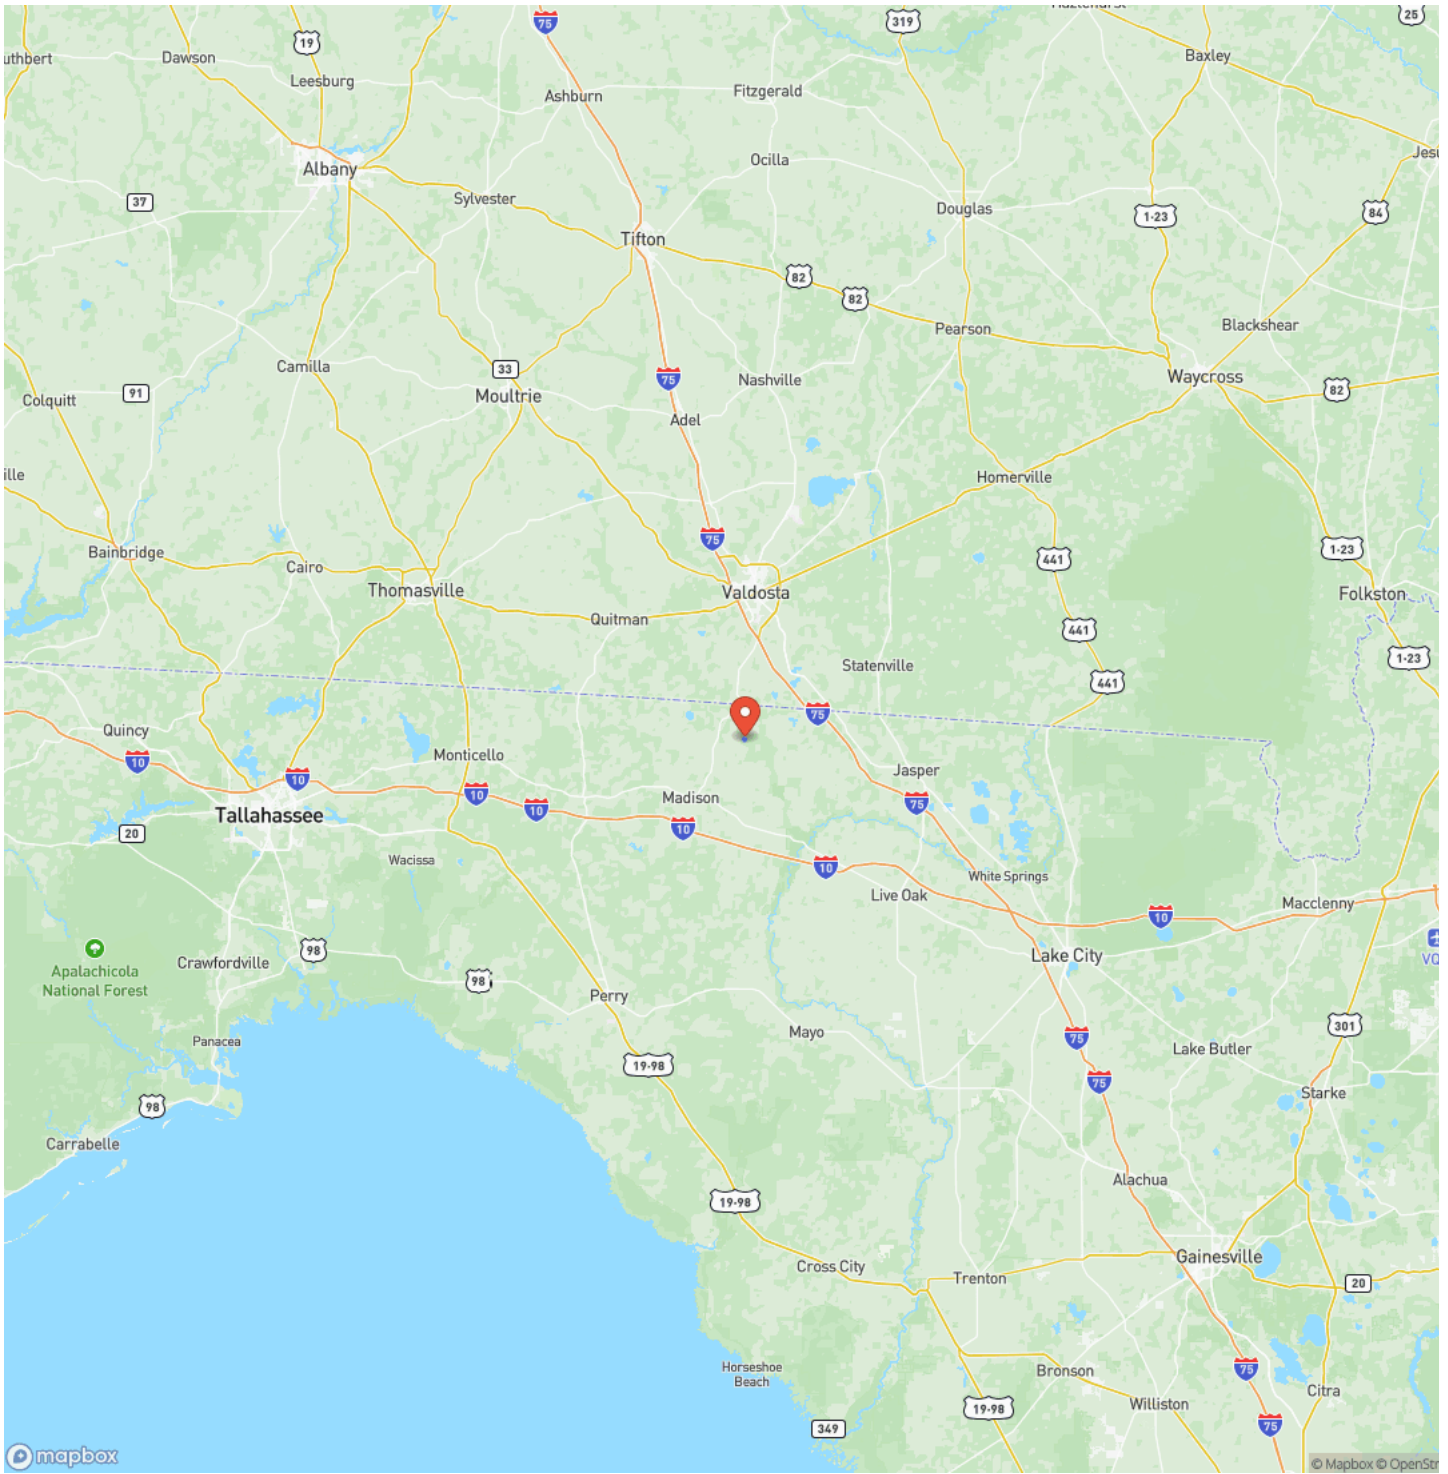 75
319
Hazlehurst
25
19
uthbert
Dawson
Leesburg
Baxley
Ashburn
Fitzgerald
Albany
Ocilla
Jesu
37
Sylvester
Douglas
1-23
84
Tifton
82
82
Pearson
Blackshear
Camilla
33
75
Nashville
Waycross
82
Colquitt
91
Moultrie
Adel
ille
Homerville
75
Bainbridge
441
1-23
Cairo
Thomasville
Valdosta
Folkston
Quitman
441
Statenville
1-23
441
75
Quincy
10
Monticello
10
Jasper
10
10
Madison
75
Tallahassee
20
10
Wacissa
10
White Springs
Live Oak
Macclenny
10
98
Crawfordville
Lake City
VQ
Apalachicola
National Forest
98
Perry
Mayo
301
Panacea
75
Lake Butler
19-98
75
Starke
98
Carrabelle
Alachua
19-98
Gainesville
Cross City
Trenton
20
Horseshoe
Beach
Bronson
75
Citra
Williston
19-98
349
75
mapbox
© Mapbox © OpenStr